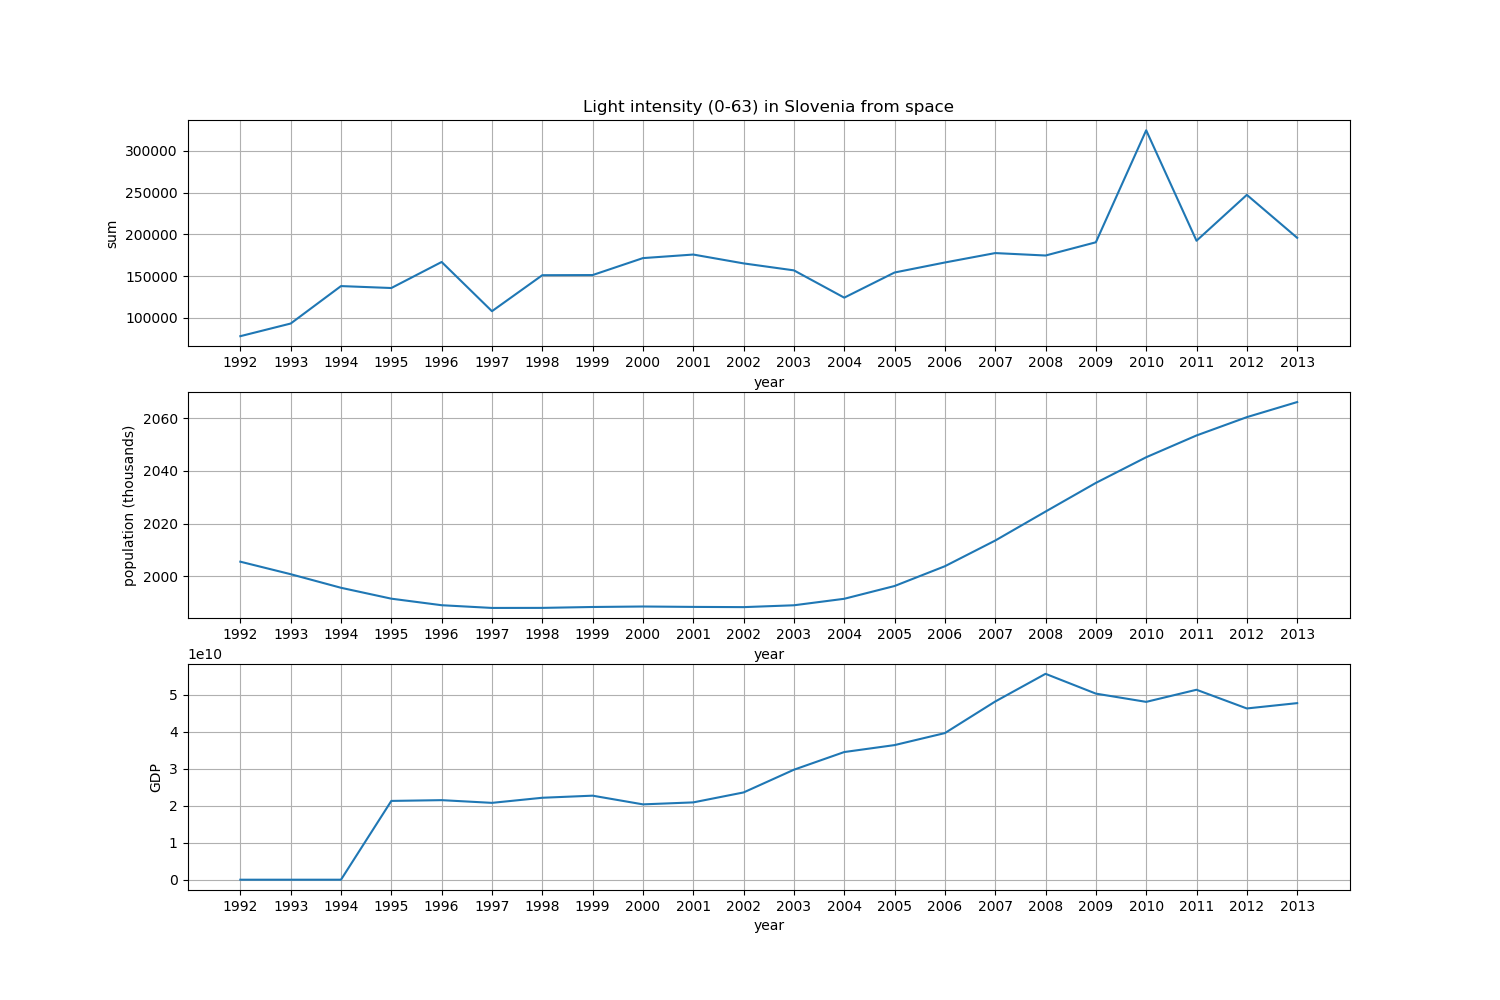 Light intensity (0-63) in Slovenia from space
300000
250000
200000
150000
100000
sum
1992 1993 1994 1995 1996 1997 1998 1999 2000 2001 2002 2003 2004 2005 2006 2007 2008 2009 2010 2011 2012 2013
year
2060
2040
2020
2000
population (thousands)
1992 1993 1994 1995 1996 1997 1998 1999 2000 2001 2002 2003 2004 2005 2006 2007 2008 2009 2010 2011 2012 2013
year
1e10
5
4
3
2
1
0
GDP
1992 1993 1994 1995 1996 1997 1998 1999 2000 2001 2002 2003 2004 2005 2006 2007 2008 2009 2010 2011 2012 2013
year